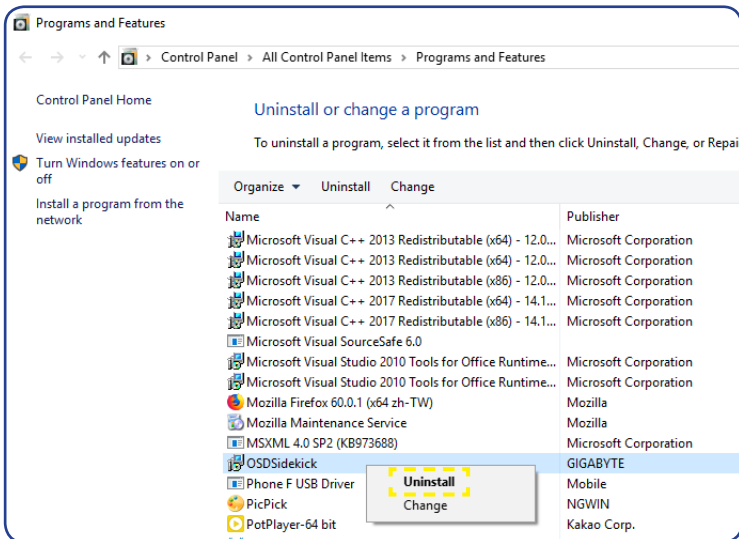 Programs and Features
Control Panel > All Control Panel Items > Programs and Features
Control Panel Home
View installed updates
Turn Windows features on or
off
Install a program from the
network
Uninstall or change a program
To uninstall a program, select it from the list and then click Uninstall, Change, or Repai
Organize Uninstall Change
Name Publisher
Microsoft Visual C++ 2013 Redistributable (x64) - 12.0... Microsoft Corporation
Microsoft Visual C++ 2013 Redistributable (x64) - 12.0... Microsoft Corporation
Microsoft Visual C++ 2013 Redistributable (x86) - 12.0... Microsoft Corporation
Microsoft Visual C++ 2017 Redistributable (x64) - 14.1... Microsoft Corporation
Microsoft Visual C++ 2017 Redistributable (x86) - 14.1... Microsoft Corporation
Microsoft Visual SourceSafe 6.0
Microsoft Visual Studio 2010 Tools for Office Runtime... Microsoft Corporation
Microsoft Visual Studio 2010 Tools for Office Runtime... Microsoft Corporation
Mozilla Firefox 60.0.1 (x64 zh-TW) Mozilla
Mozilla Maintenance Service Mozilla
MSXML 4.0 SP2 (KB973688) Microsoft Corporation
OSDSidekick GIGABYTE
Phone F USB Driver Uninstall Mobile
PicPick Change NGWIN
PotPlayer-64 bit Kakao Corp.